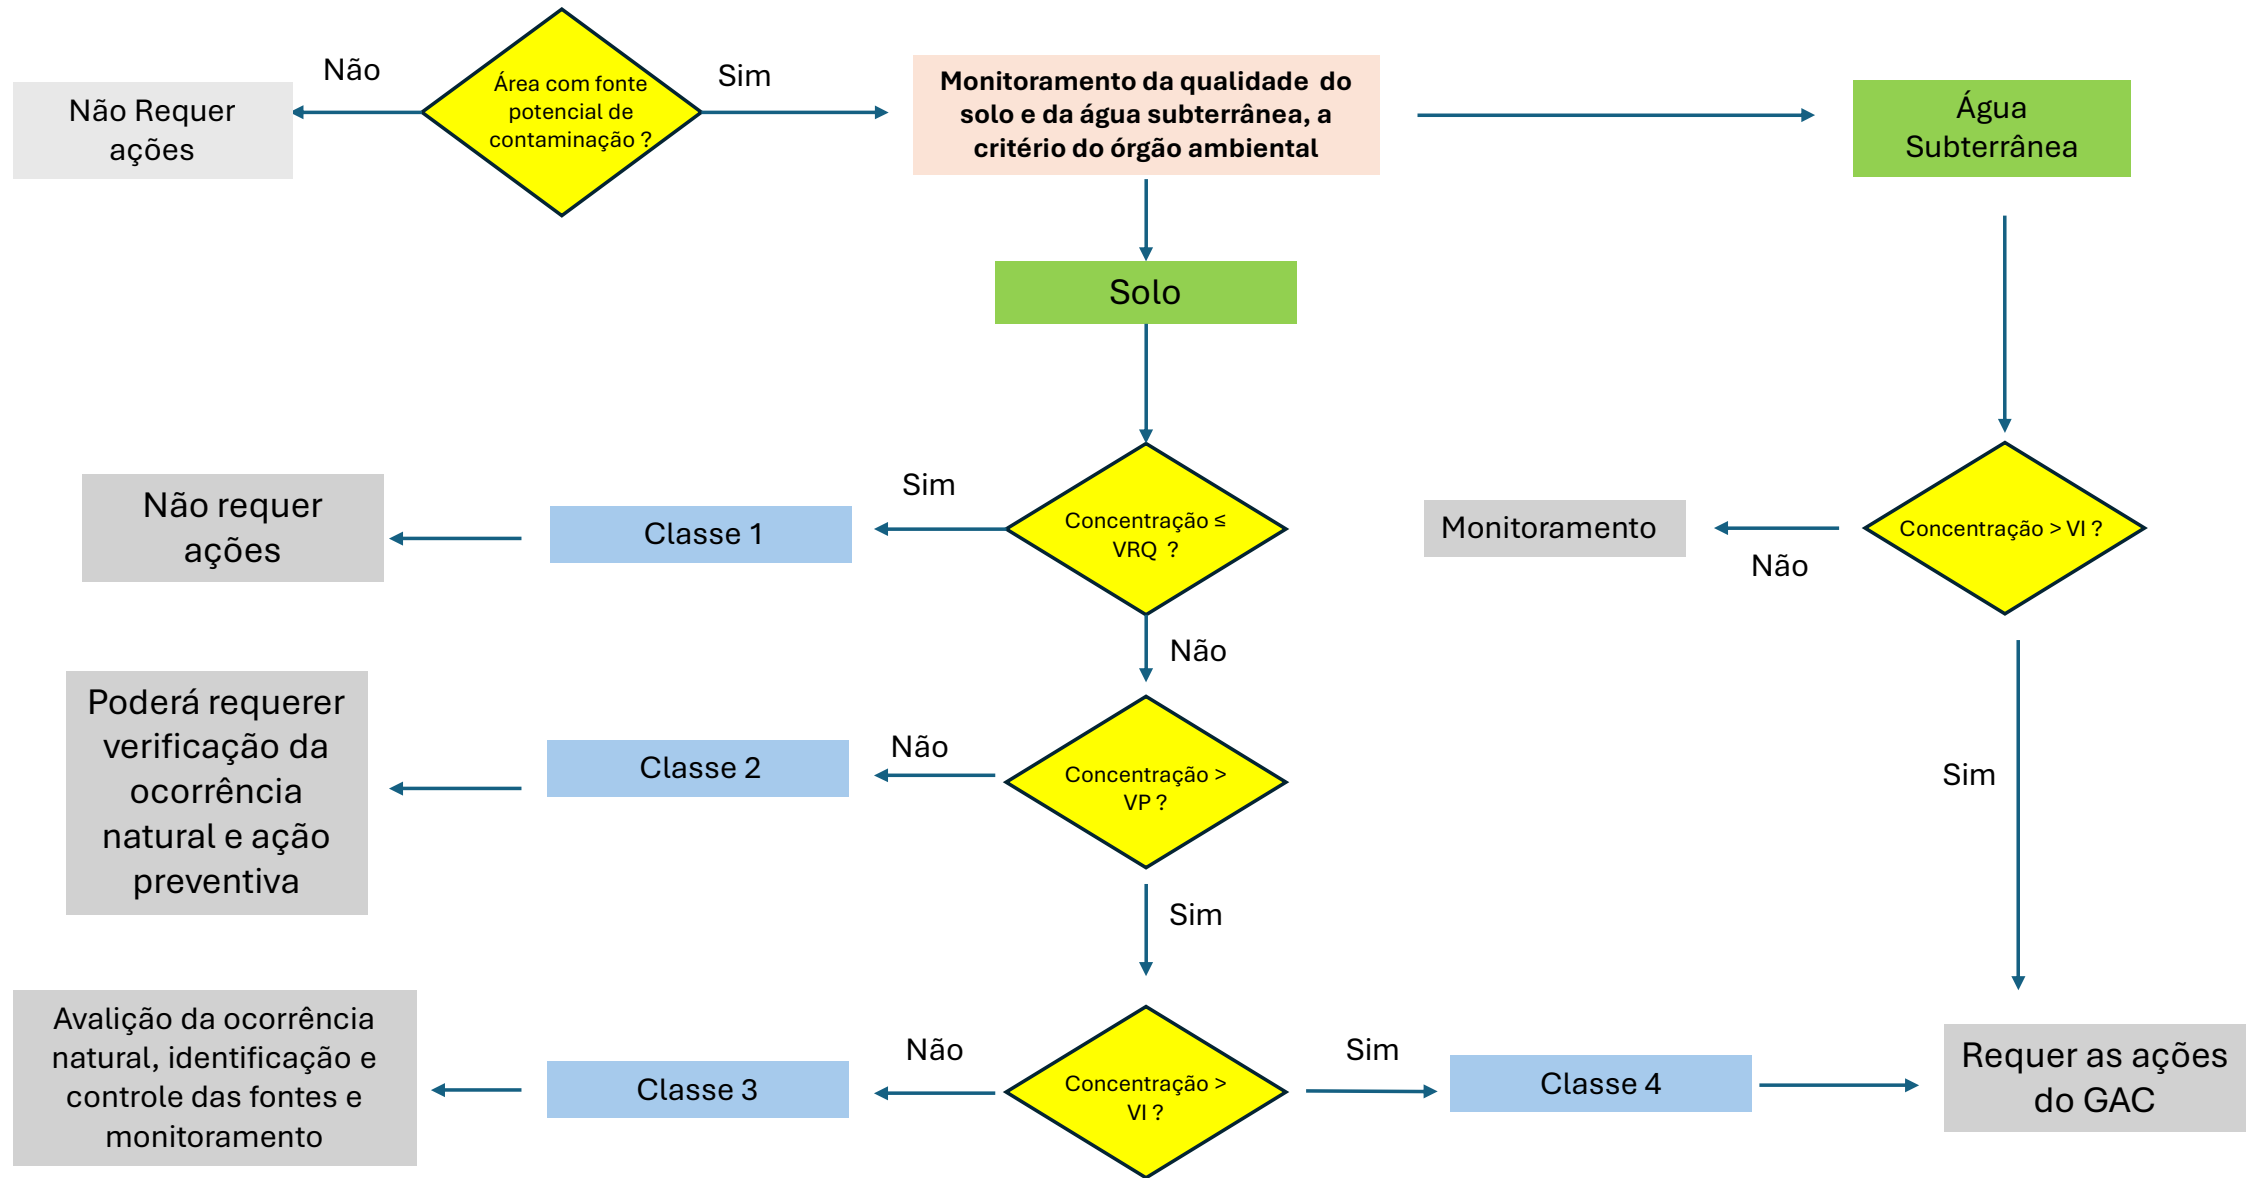 Não
Área com fonte
potencial de
contaminação ?
Sim
Não Requer
ações
Monitoramento da qualidade do
solo e da água subterrânea, a
critério do órgão ambiental
Água
Subterrânea
Solo
Não requer
ações
Classe 1
Sim
Concentração ≤
VRQ ?
Monitoramento
Não
Concentração > VI ?
Não
Poderá requerer
verificação da
ocorrência
natural e ação
preventiva
Classe 2
Não
Concentração >
VP ?
Sim
Sim
Avalição da ocorrência
natural, identificação e
controle das fontes e
monitoramento
Classe 3
Não
Concentração >
VI ?
Sim
Classe 4
Requer as ações
do GAC